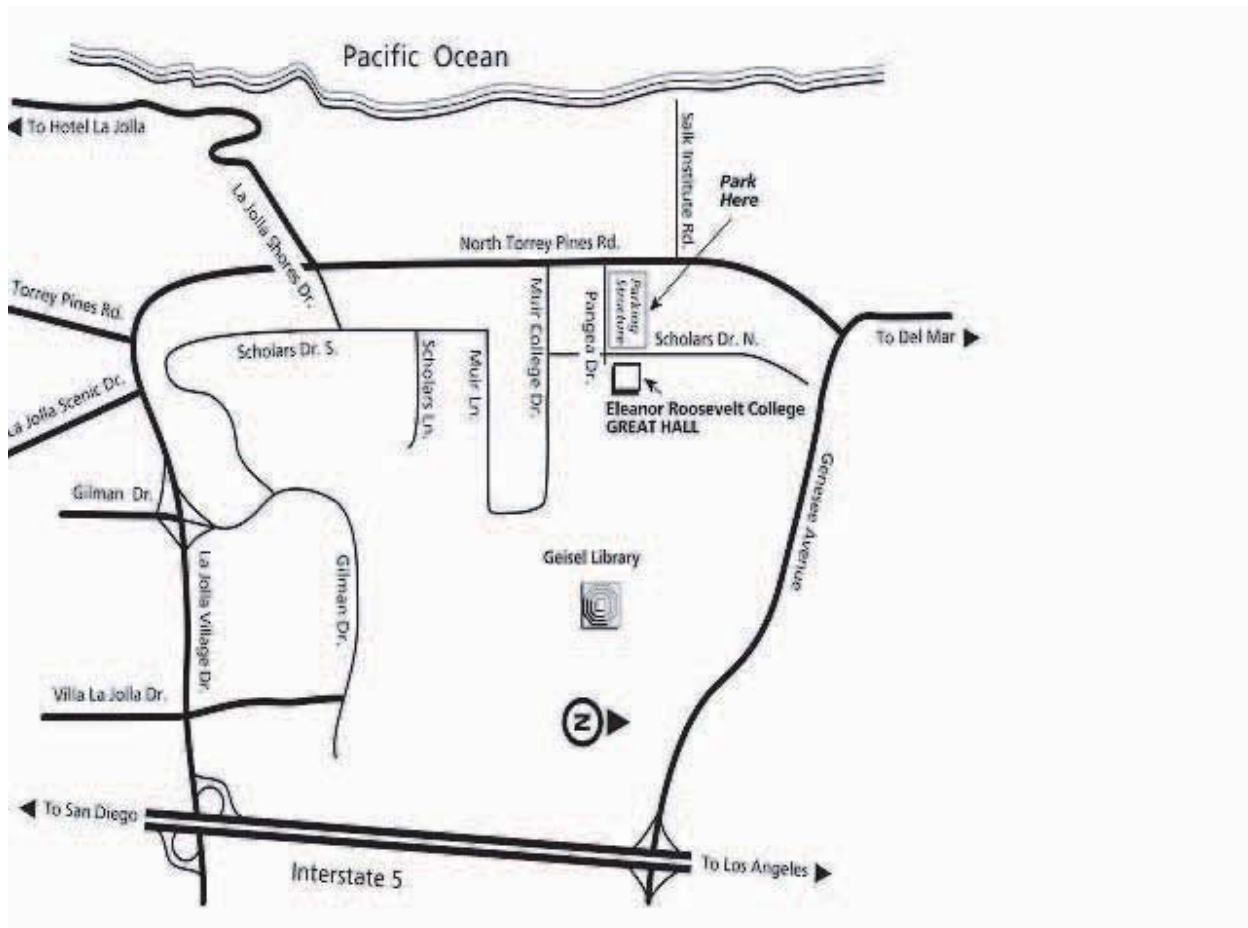 Pacific Ocean
To Hotel La Jolla
Salk Institute Rd.
Park
Here
La Jolla Shores Dr.
North Torrey Pines Rd.
Torrey Pines Rd.
Muir College Dr.
Pangea Dr.
Parking
Structure
Scholars Dr. N.
To Del Mar
Scholars Dr. S.
Scholars Ln.
Muir Ln.
La Jolla Scenic Dr.
Eleanor Roosevelt College
GREAT HALL
Gilman Dr.
Genesee Avenue
La Jolla Village Dr.
Gilman Dr.
Geisel Library
Villa La Jolla Dr.
N
To San Diego
Interstate 5
To Los Angeles